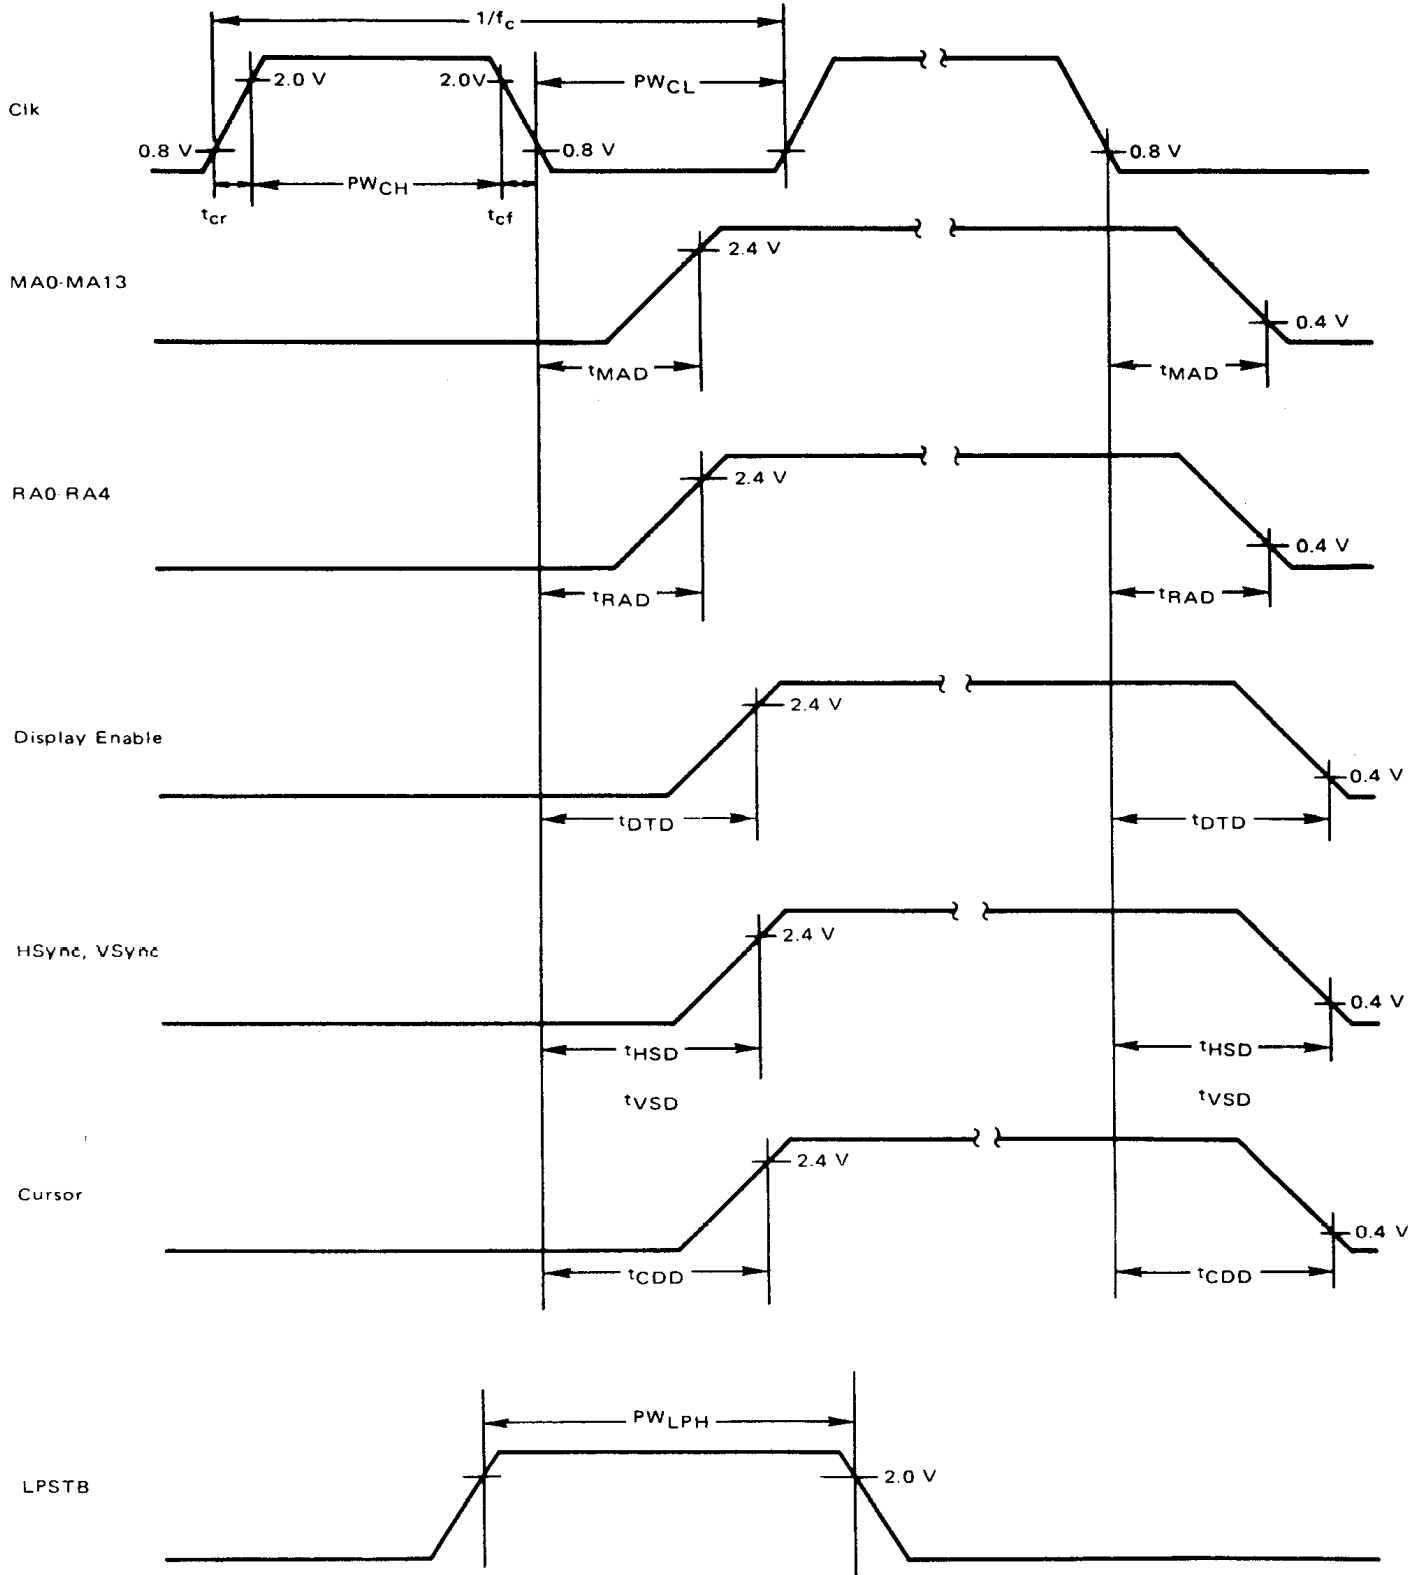 1/fc
2.0 V
2.0V
PWCL
Clk
0.8 V
0.8 V
0.8 V
PWCH
tcr
tcf
2.4 V
MA0-MA13
0.4 V
tMAD
tMAD
2.4 V
RA0-RA4
0.4 V
tRAD
tRAD
2.4 V
Display Enable
0.4 V
tDTD
tDTD
2.4 V
HSync, VSync
0.4 V
tHSD
tHSD
tVSD
tVSD
2.4 V
Cursor
0.4 V
tCDD
tCDD
PWLPH
LPSTB
2.0 V